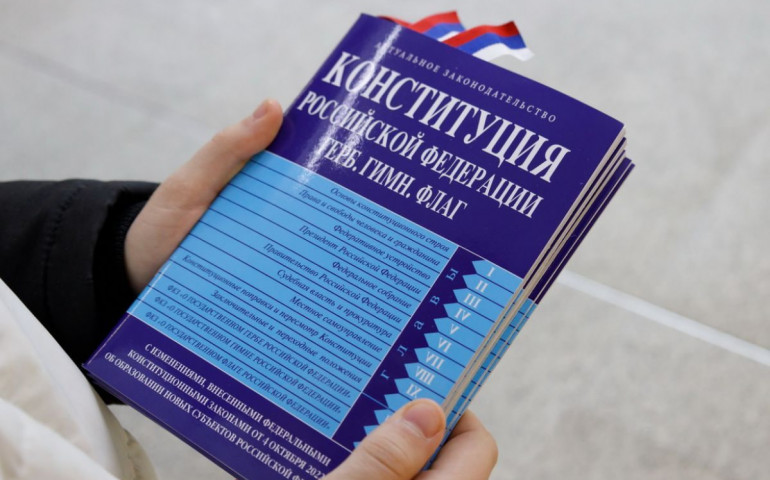 АКТУАЛЬНОЕ ЗАКОНОДАТЕЛЬСТВО
КОНСТИТУЦИЯ
РОССИЙСКОЙ ФЕДЕРАЦИИ
ГЕРБ, ГИМН, ФЛАГ
Основы конституционного строя
Права и свободы человека и гражданина
Федеративное устройство
Президент Российской Федерации
Федеральное собрание
Правительство Российской Федерации
Судебная власть и прокуратура
Местное самоуправление
Конституционные поправки и пересмотр Конституции
Заключительные и переходные положения
ФКЗ «О ГОСУДАРСТВЕННОМ ГЕРБЕ РОССИЙСКОЙ ФЕДЕРАЦИИ»
ФКЗ «О ГОСУДАРСТВЕННОМ ГИМНЕ РОССИЙСКОЙ ФЕДЕРАЦИИ»
ФКЗ «О ГОСУДАРСТВЕННОМ ФЛАГЕ РОССИЙСКОЙ ФЕДЕРАЦИИ»
Главы
I
II
III
IV
V
VI
VII
VIII
IX
С ИЗМЕНЕНИЯМИ, ВНЕСЕННЫМИ ФЕДЕРАЛЬНЫМИ
КОНСТИТУЦИОННЫМИ ЗАКОНАМИ ОТ 4 ОКТЯБРЯ
ОБ ОБРАЗОВАНИИ НОВЫХ СУБЪЕКТОВ РОССИЙСКОЙ